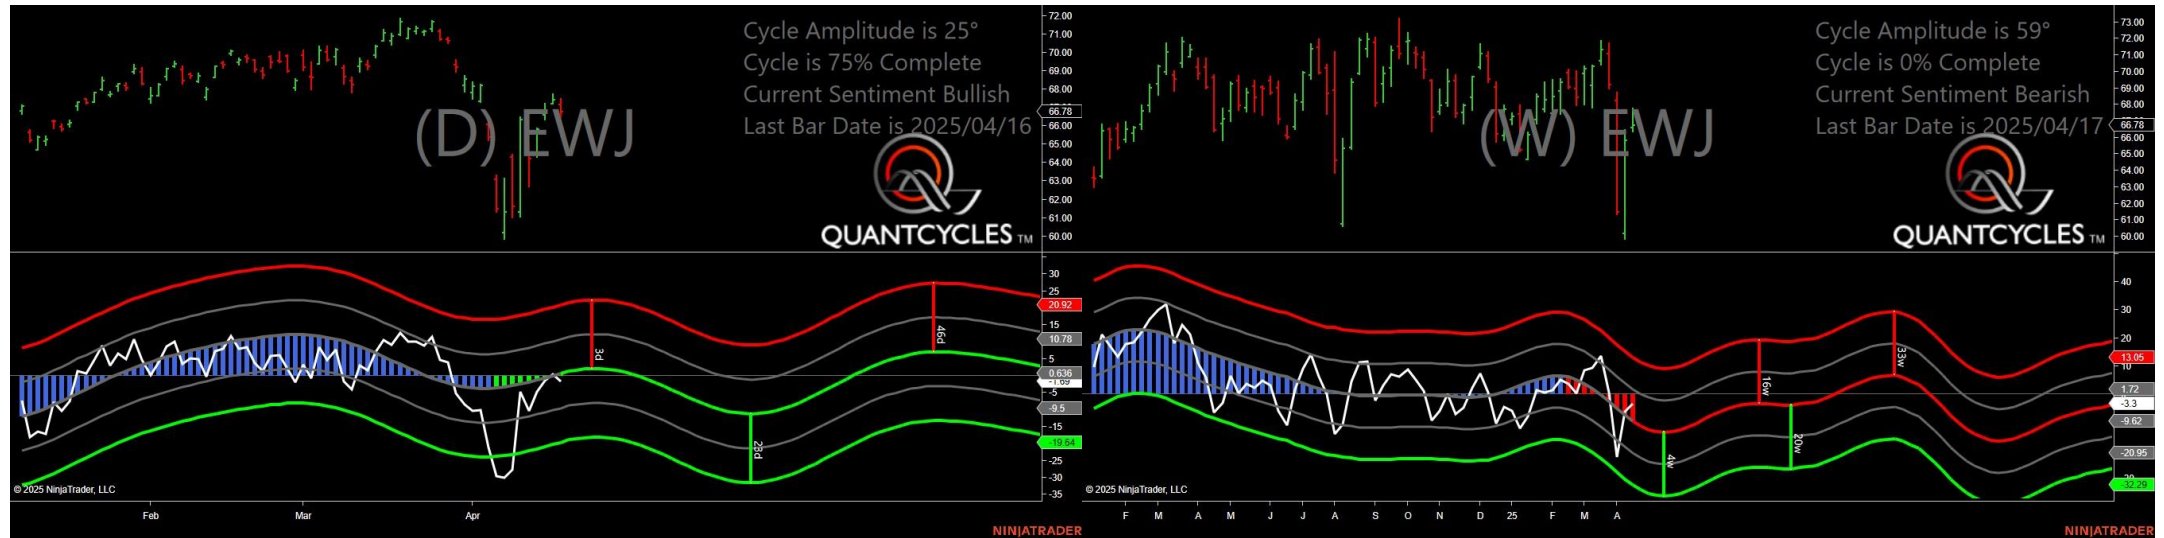 Cycle Amplitude is 25°
Cycle is 75% Complete
Current Sentiment Bullish
Last Bar Date is 2025/04/16
(D) EWJ
QUANTCYCLES TM
72.00
71.00
70.00
69.00
68.00
66.78
66.00
65.00
64.00
63.00
62.00
61.00
60.00
30
25
20.92
15
10.78
5
0.636
-1.69
-5
-9.5
-15
-19.64
-25
-30
-35
3d
23d
46d
© 2025 NinjaTrader, LLC
Feb
Mar
Apr
NINJATRADER
Cycle Amplitude is 59°
Cycle is 0% Complete
Current Sentiment Bearish
Last Bar Date is 2025/04/17
(W) EWJ
QUANTCYCLES TM
73.00
72.00
71.00
70.00
69.00
68.00
66.78
66.00
65.00
64.00
63.00
62.00
61.00
60.00
40
30
20
13.05
10
1.72
-3.3
-9.62
-20.95
-32.29
4w
16w
20w
33w
© 2025 NinjaTrader, LLC
F M A M J J A S O N D 25 F M A
NINJATRADER